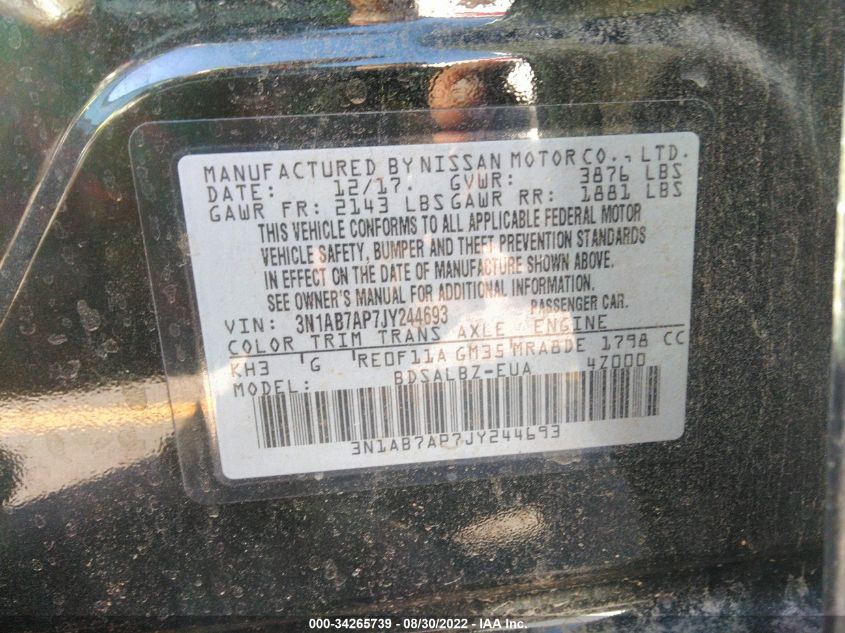 MANUFACTURED BY NISSAN MOTOR CO., LTD.
DATE: 12/17. GVWR: 3876 LBS
GAWR FR: 2143 LBS GAWR RR: 1881 LBS
THIS VEHICLE CONFORMS TO ALL APPLICABLE FEDERAL MOTOR
VEHICLE SAFETY, BUMPER AND THEFT PREVENTION STANDARDS
IN EFFECT ON THE DATE OF MANUFACTURE SHOWN ABOVE.
SEE OWNER'S MANUAL FOR ADDITIONAL INFORMATION.
VIN: 3N1AB7AP7JY244693 PASSENGER CAR.
COLOR TRIM TRANS AXLE ENGINE
KH3 G RE0F11A GM35 MRA8DE 1798 CC
MODEL: BDSALBZ-EUA 4Z000
3N1AB7AP7JY244693
000-34265739 - 08/30/2022 - IAA Inc.